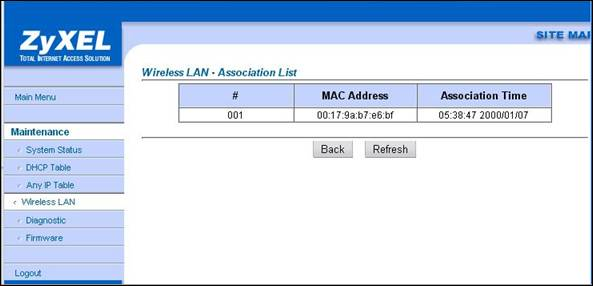 ZyXEL
TOTAL INTERNET ACCESS SOLUTION
SITE MA
Main Menu
Maintenance
System Status
DHCP Table
Any IP Table
Wireless LAN
Diagnostic
Firmware
Logout
Wireless LAN - Association List
# MAC Address Association Time
001 00:17:9a:b7:e6:bf 05:38:47 2000/01/07
Back Refresh